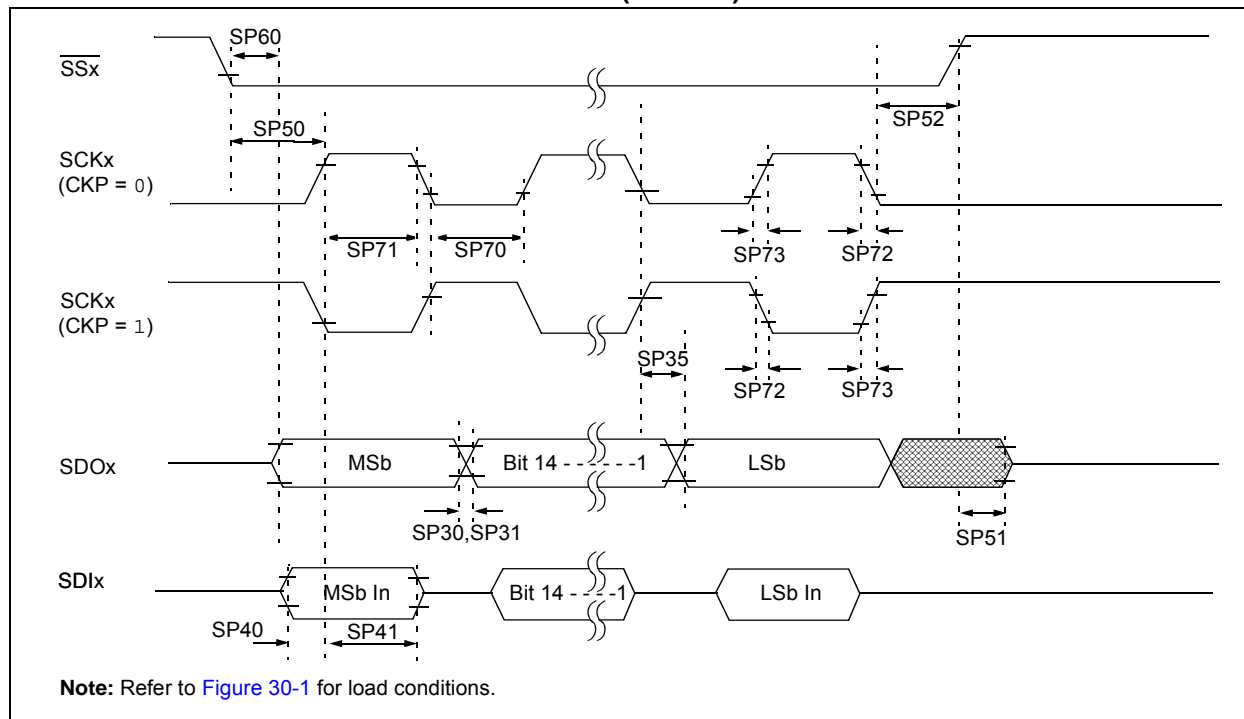 SP60
SSx
SP50
SP52
SCKx
(CKP = 0)
SP71
SP70
SP73
SP72
SCKx
(CKP = 1)
SP35
SP72
SP73
SDOx
MSb
Bit 14 - - - - - - -1
LSb
SP30,SP31
SP51
SDIx
MSb In
Bit 14 - - - -1
LSb In
SP40
SP41
Note: Refer to Figure 30-1 for load conditions.